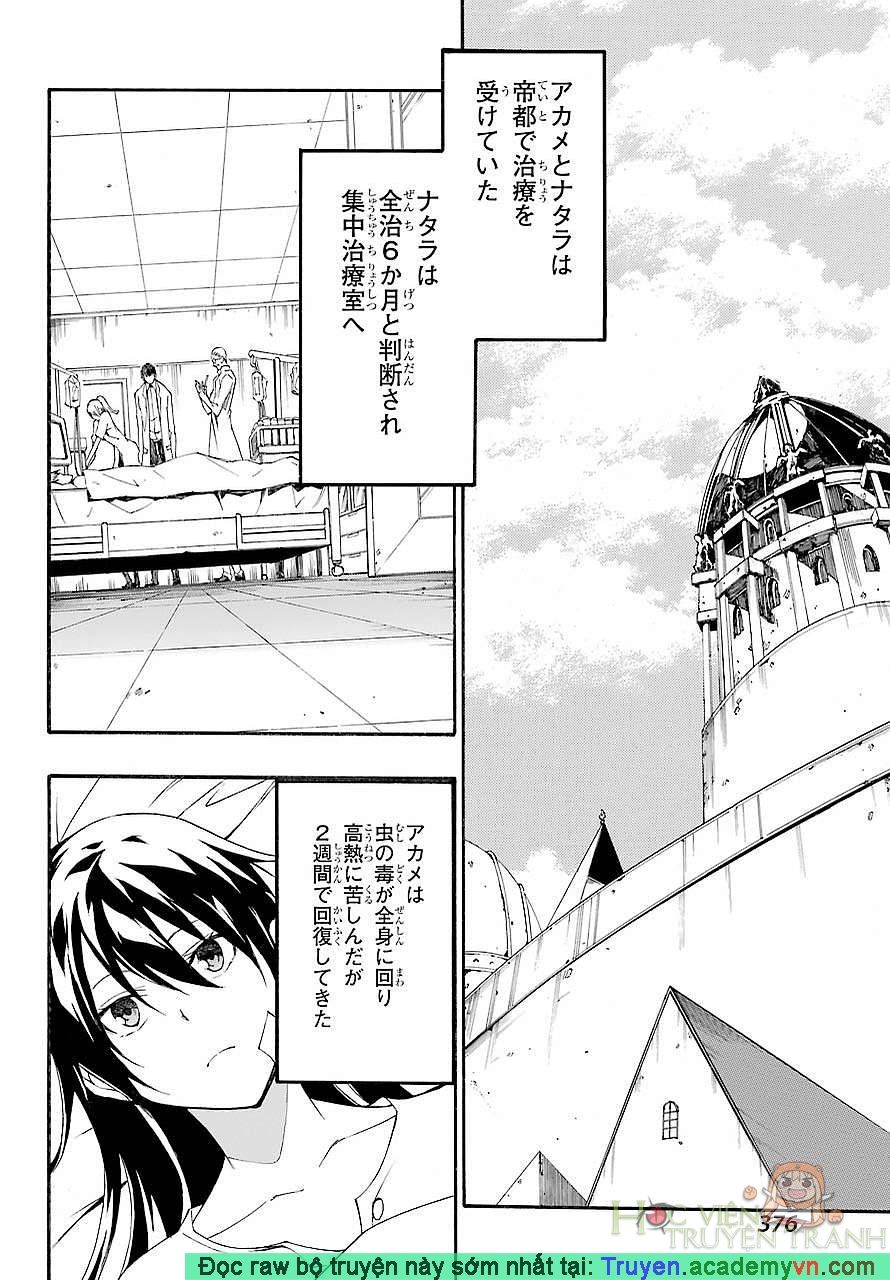 アカメとナタラは
帝都で治療を
受けていた
ナタラは
全治6か月と判断され
集中治療室へ
アカメは
虫の毒が全身に回り
高熱に苦しんだが
2週間で回復してきた
376
HỌC VIỆN
TRUYỆN TRANH
Đọc raw bộ truyện này sớm nhất tại: Truyen.academyvn.com